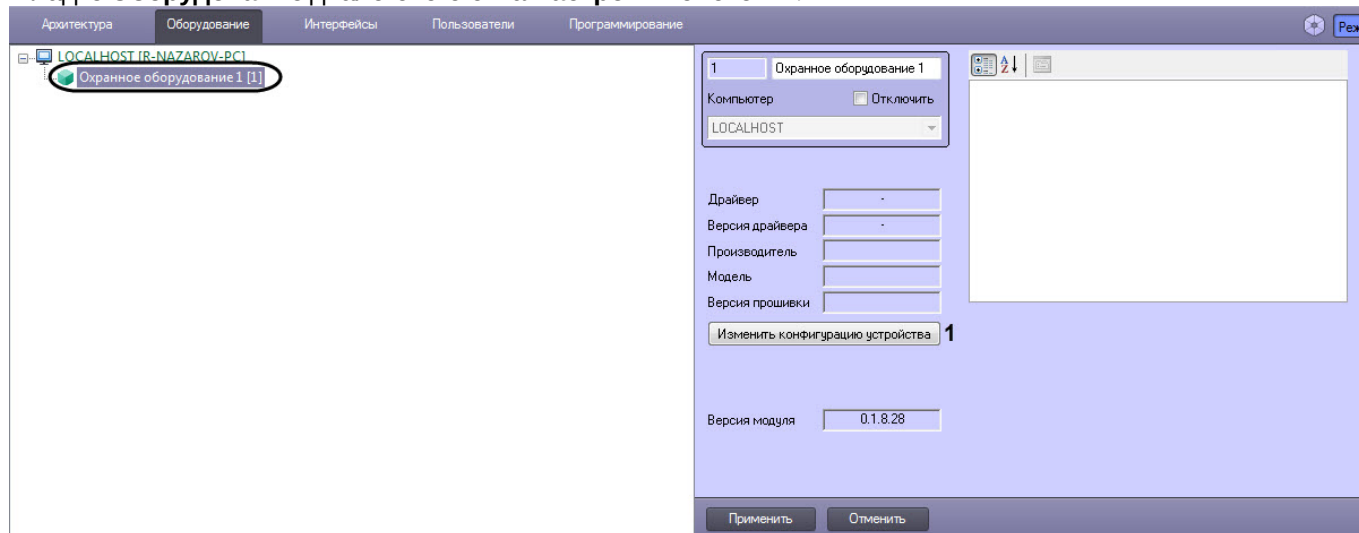 Архитектура Оборудование Интерфейсы Пользователи Программирование
LOCALHOST [R-NAZAROV-PC]
Охранное оборудование 1 [1]
1 Охранное оборудование 1
Компьютер Отключить
LOCALHOST
Драйвер -
Версия драйвера -
Производитель
Модель
Версия прошивки
Изменить конфигурацию устройства 1
Версия модуля 0.1.8.28
Применить Отменить